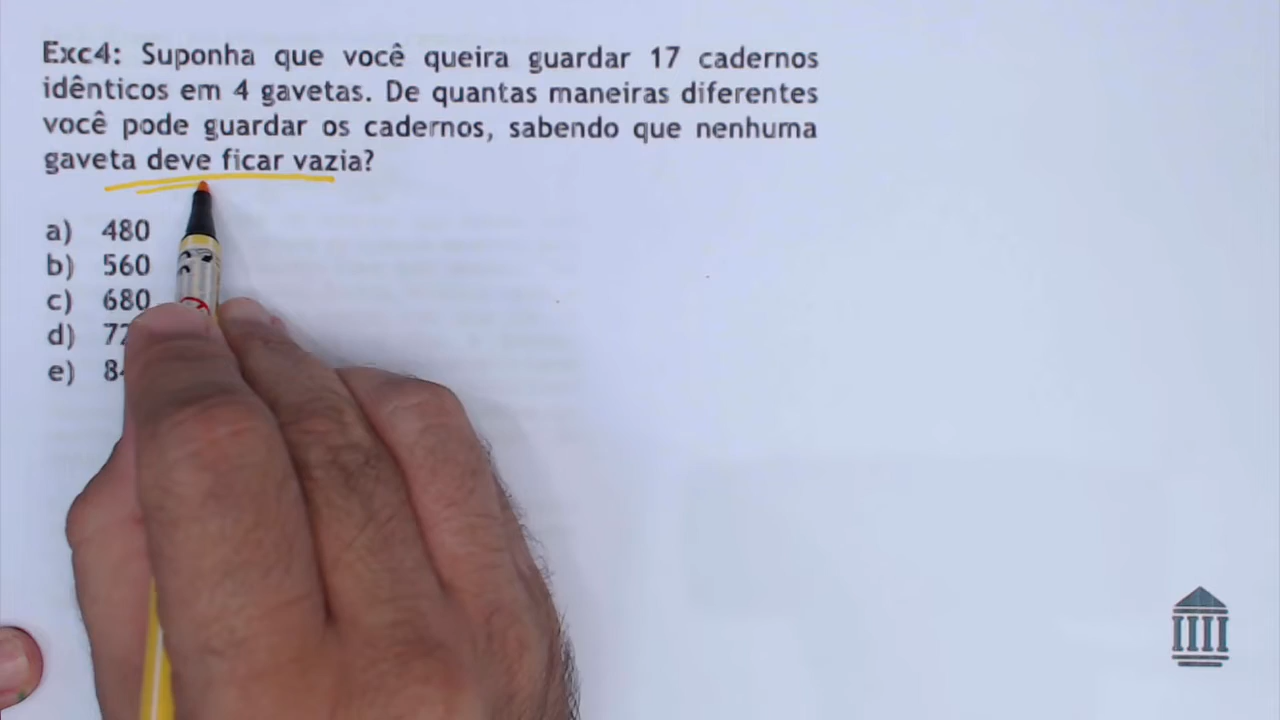 Exc4: Suponha que você queira guardar 17 cadernos
idênticos em 4 gavetas. De quantas maneiras diferentes
você pode guardar os cadernos, sabendo que nenhuma
gaveta deve ficar vazia?
a) 480
b) 560
c) 680
d)
e)